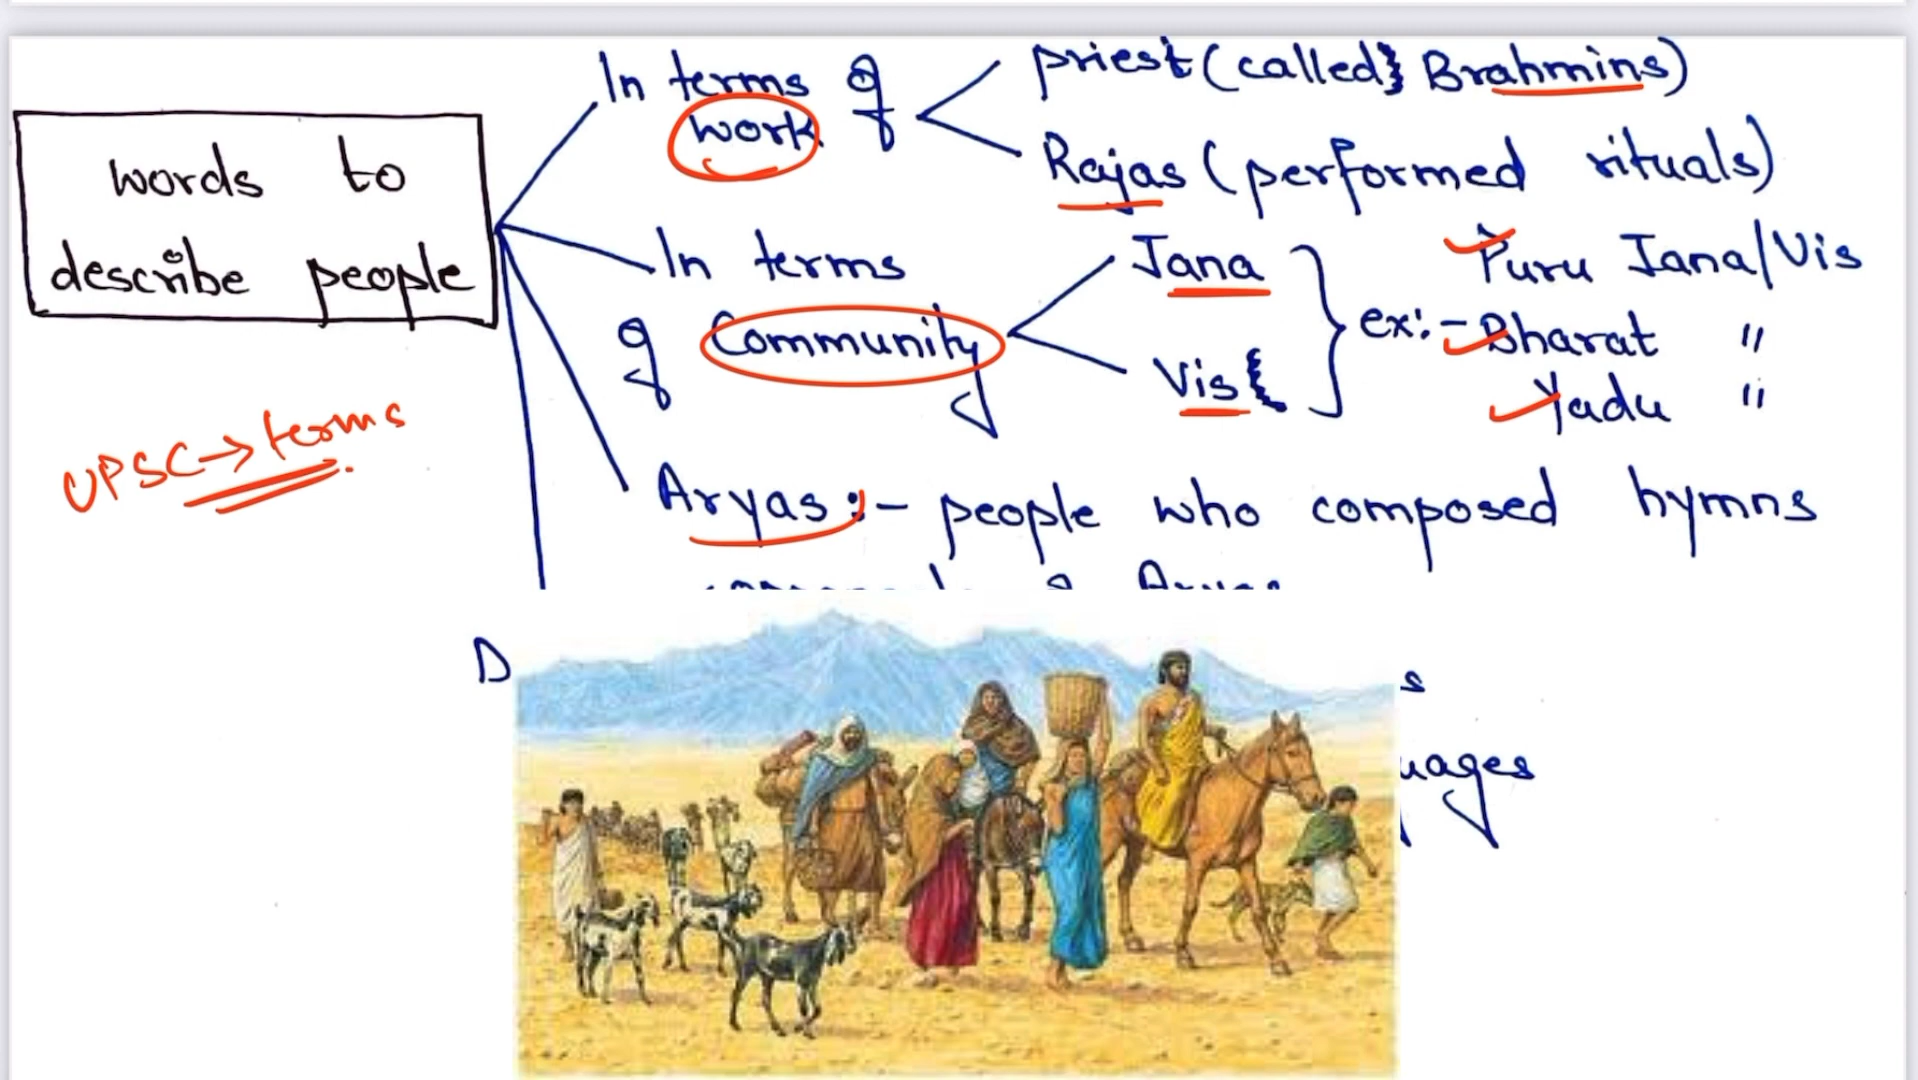 words to
describe people
In terms of
work
priest (called Brahmins)
Rajas (performed rituals)
In terms
of Community
Jana
Vis
ex:-
Puru Jana/Vis
Bharat "
Yadu "
UPSC→terms
Aryas :- people who composed hymns
D
s